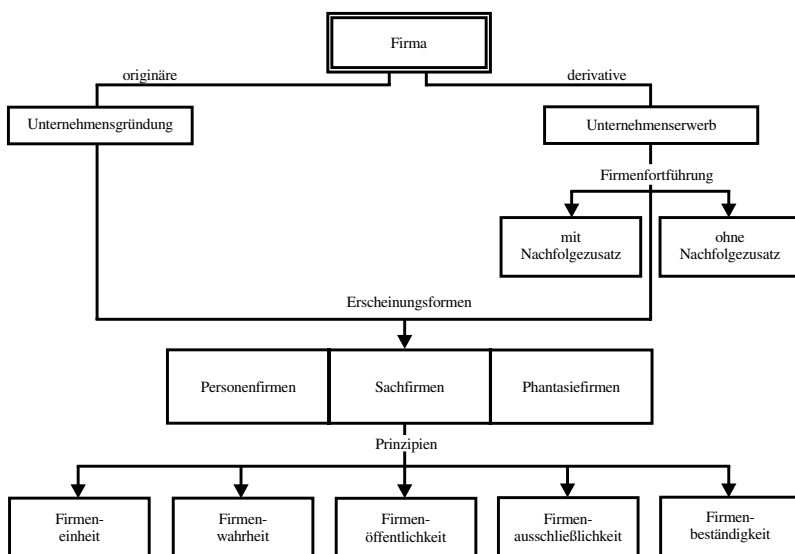 Firma
originäre
derivative
Unternehmensgründung
Unternehmenserwerb
Firmenfortführung
mit
Nachfolgezusatz
ohne
Nachfolgezusatz
Erscheinungsformen
Personenfirmen
Sachfirmen
Phantasiefirmen
Prinzipien
Firmen-
einheit
Firmen-
wahrheit
Firmen-
öffentlichkeit
Firmen-
ausschließlichkeit
Firmen-
beständigkeit